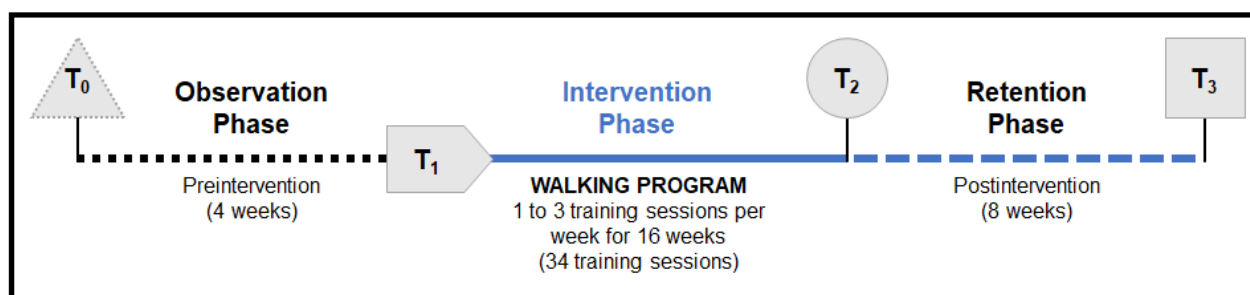 T0
Observation
Phase
Preintervention
(4 weeks)
T1
Intervention
Phase
WALKING PROGRAM
1 to 3 training sessions per
week for 16 weeks
(34 training sessions)
T2
Retention
Phase
Postintervention
(8 weeks)
T3